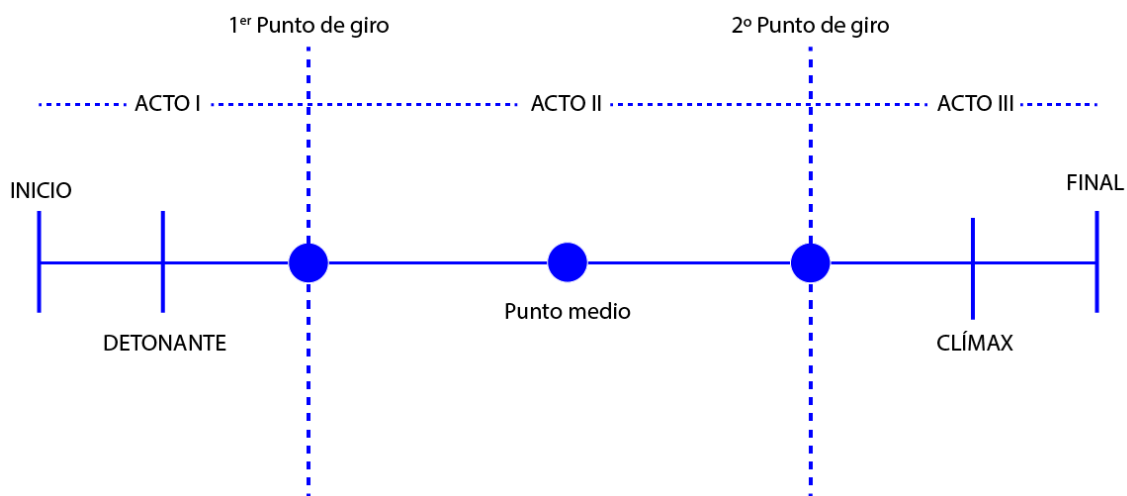 1er Punto de giro
2º Punto de giro
ACTO I
ACTO II
ACTO III
INICIO
FINAL
Punto medio
DETONANTE
CLÍMAX